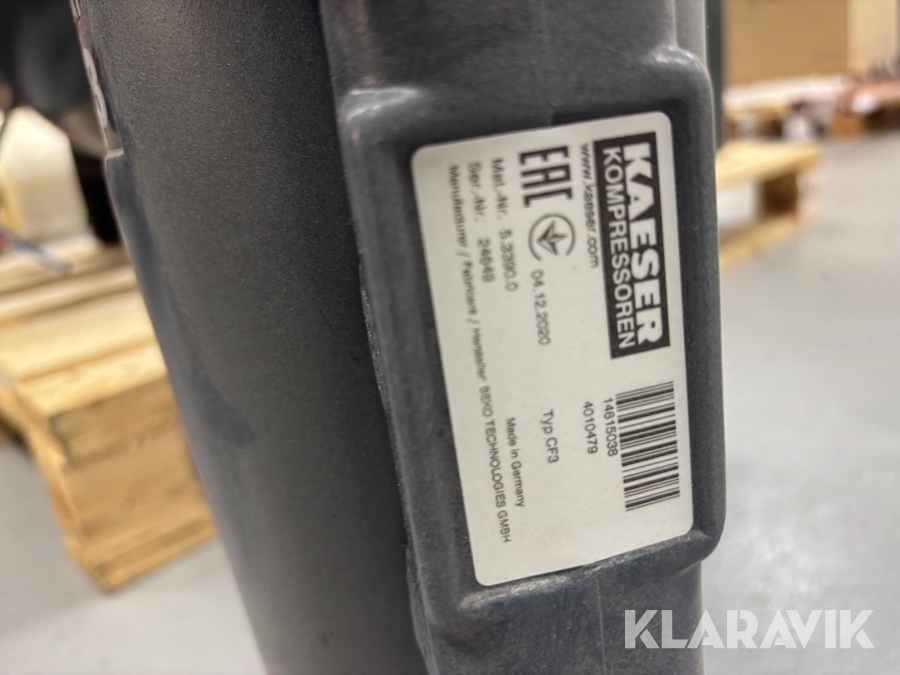 KAESER
KOMPRESSOREN
www.kaeser.com
14615038
4010479
EAC
04.12.2020
Typ CF3
Mat.-Nr. 5.3390.0
Ser.-Nr. 24649
Made in Germany
Manufacturer / Fabricant / Hersteller BEKO TECHNOLOGIES GMBH
KLARAVIK